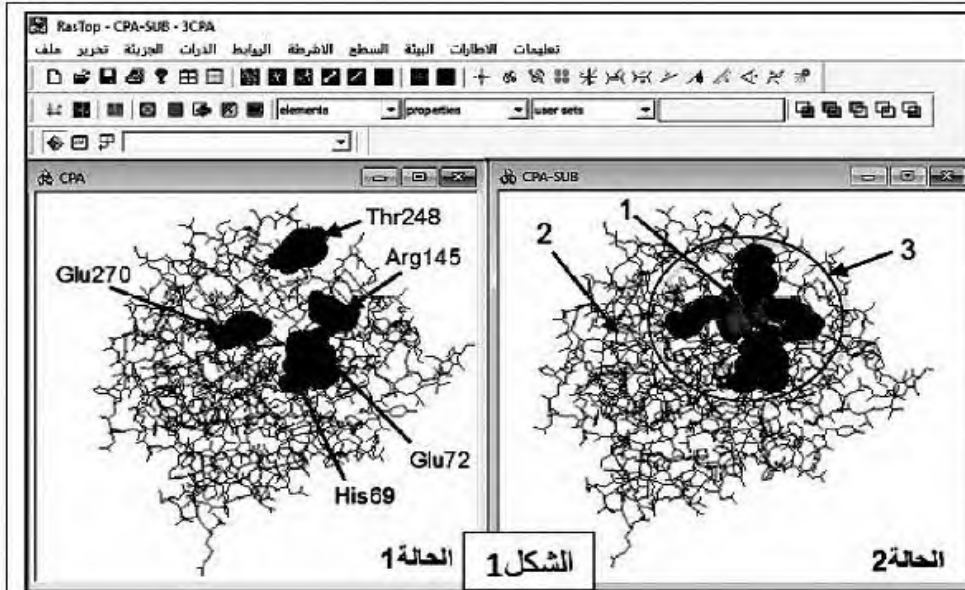 RasTop - CPA-SUB - 3CPA
ملف تحرير الجزيئة الذرات الروابط الاشرطة السطح البيئة الاطارات تعليمات
elements properties user sets
CPA
CPA-SUB
Thr248
Arg145
Glu270
Glu72
His69
الحالة1
1
2
3
الحالة2
الشكل1